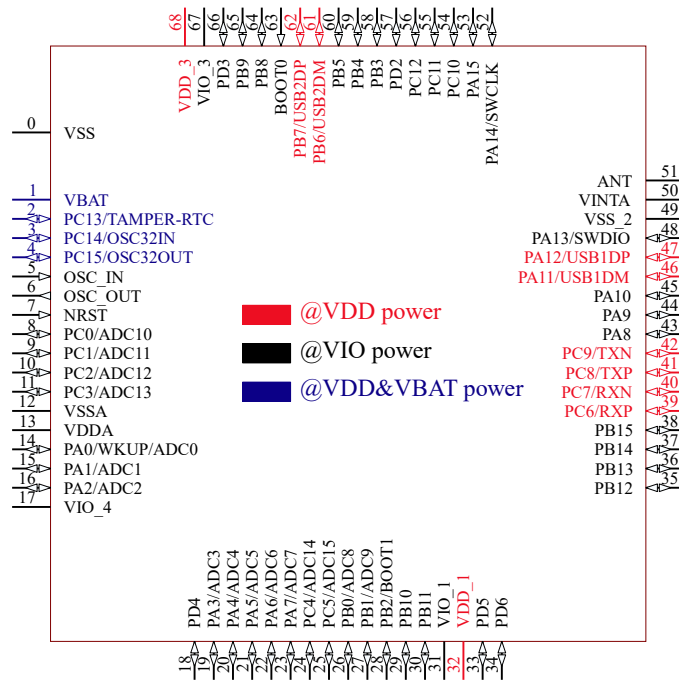 68 VDD_3
67 VIO_3
66 PD3
65 PB9
64 PB8
63 BOOT0
62 PB7/USB2DP
61 PB6/USB2DM
60 PB5
59 PB4
58 PB3
57 PD2
56 PC12
55 PC11
54 PC10
53 PA15
52 PA14/SWCLK
0 VSS
1 VBAT
2 PC13/TAMPER-RTC
3 PC14/OSC32IN
4 PC15/OSC32OUT
5 OSC_IN
6 OSC_OUT
7 NRST
8 PC0/ADC10
9 PC1/ADC11
10 PC2/ADC12
11 PC3/ADC13
12 VSSA
13 VDDA
14 PA0/WKUP/ADC0
15 PA1/ADC1
16 PA2/ADC2
17 VIO_4
@VDD power
@VIO power
@VDD&VBAT power
ANT 51
VINTA 50
VSS_2 49
PA13/SWDIO 48
PA12/USB1DP 47
PA11/USB1DM 46
PA10 45
PA9 44
PA8 43
PC9/TXN 42
PC8/TXP 41
PC7/RXN 40
PC6/RXP 39
PB15 38
PB14 37
PB13 36
PB12 35
18 PD4
19 PA3/ADC3
20 PA4/ADC4
21 PA5/ADC5
22 PA6/ADC6
23 PA7/ADC7
24 PC4/ADC14
25 PC5/ADC15
26 PB0/ADC8
27 PB1/ADC9
28 PB2/BOOT1
29 PB10
30 PB11
31 VIO_1
32 VDD_1
33 PD5
34 PD6